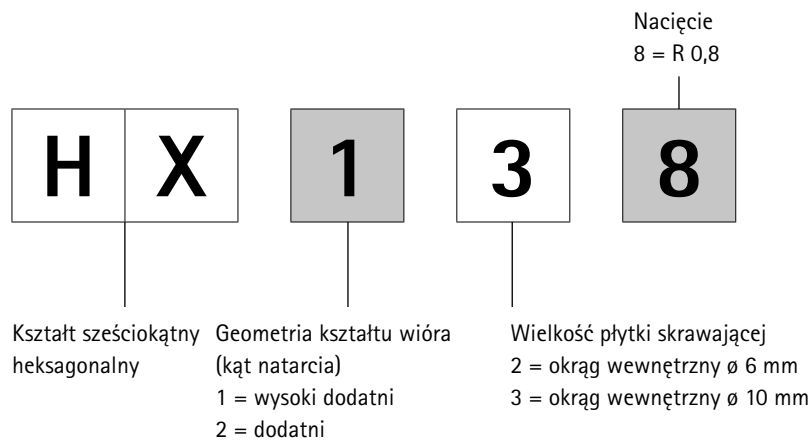 Nacięcie
8 = R 0,8
H X 1 3 8
Kształt sześciokątny
heksagonalny
Geometria kształtu wióra
(kąt natarcia)
1 = wysoki dodatni
2 = dodatni
Wielkość płytki skrawającej
2 = okrąg wewnętrzny ø 6 mm
3 = okrąg wewnętrzny ø 10 mm